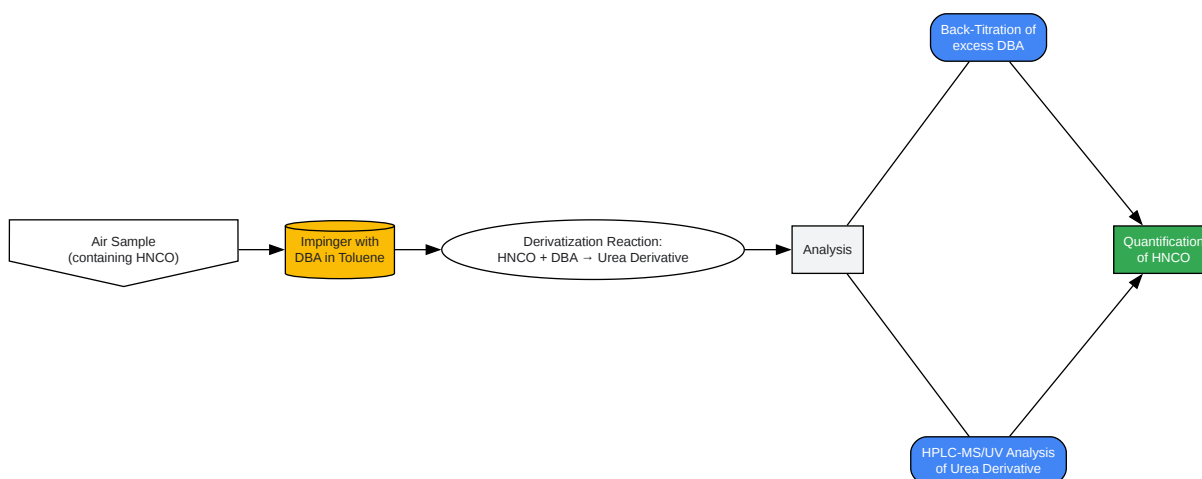 Back-Titration of
excess DBA
Air Sample
(containing HNCO)
Impinger with
DBA in Toluene
Derivatization Reaction:
HNCO + DBA → Urea Derivative
Analysis
Quantification
of HNCO
HPLC-MS/UV Analysis
of Urea Derivative